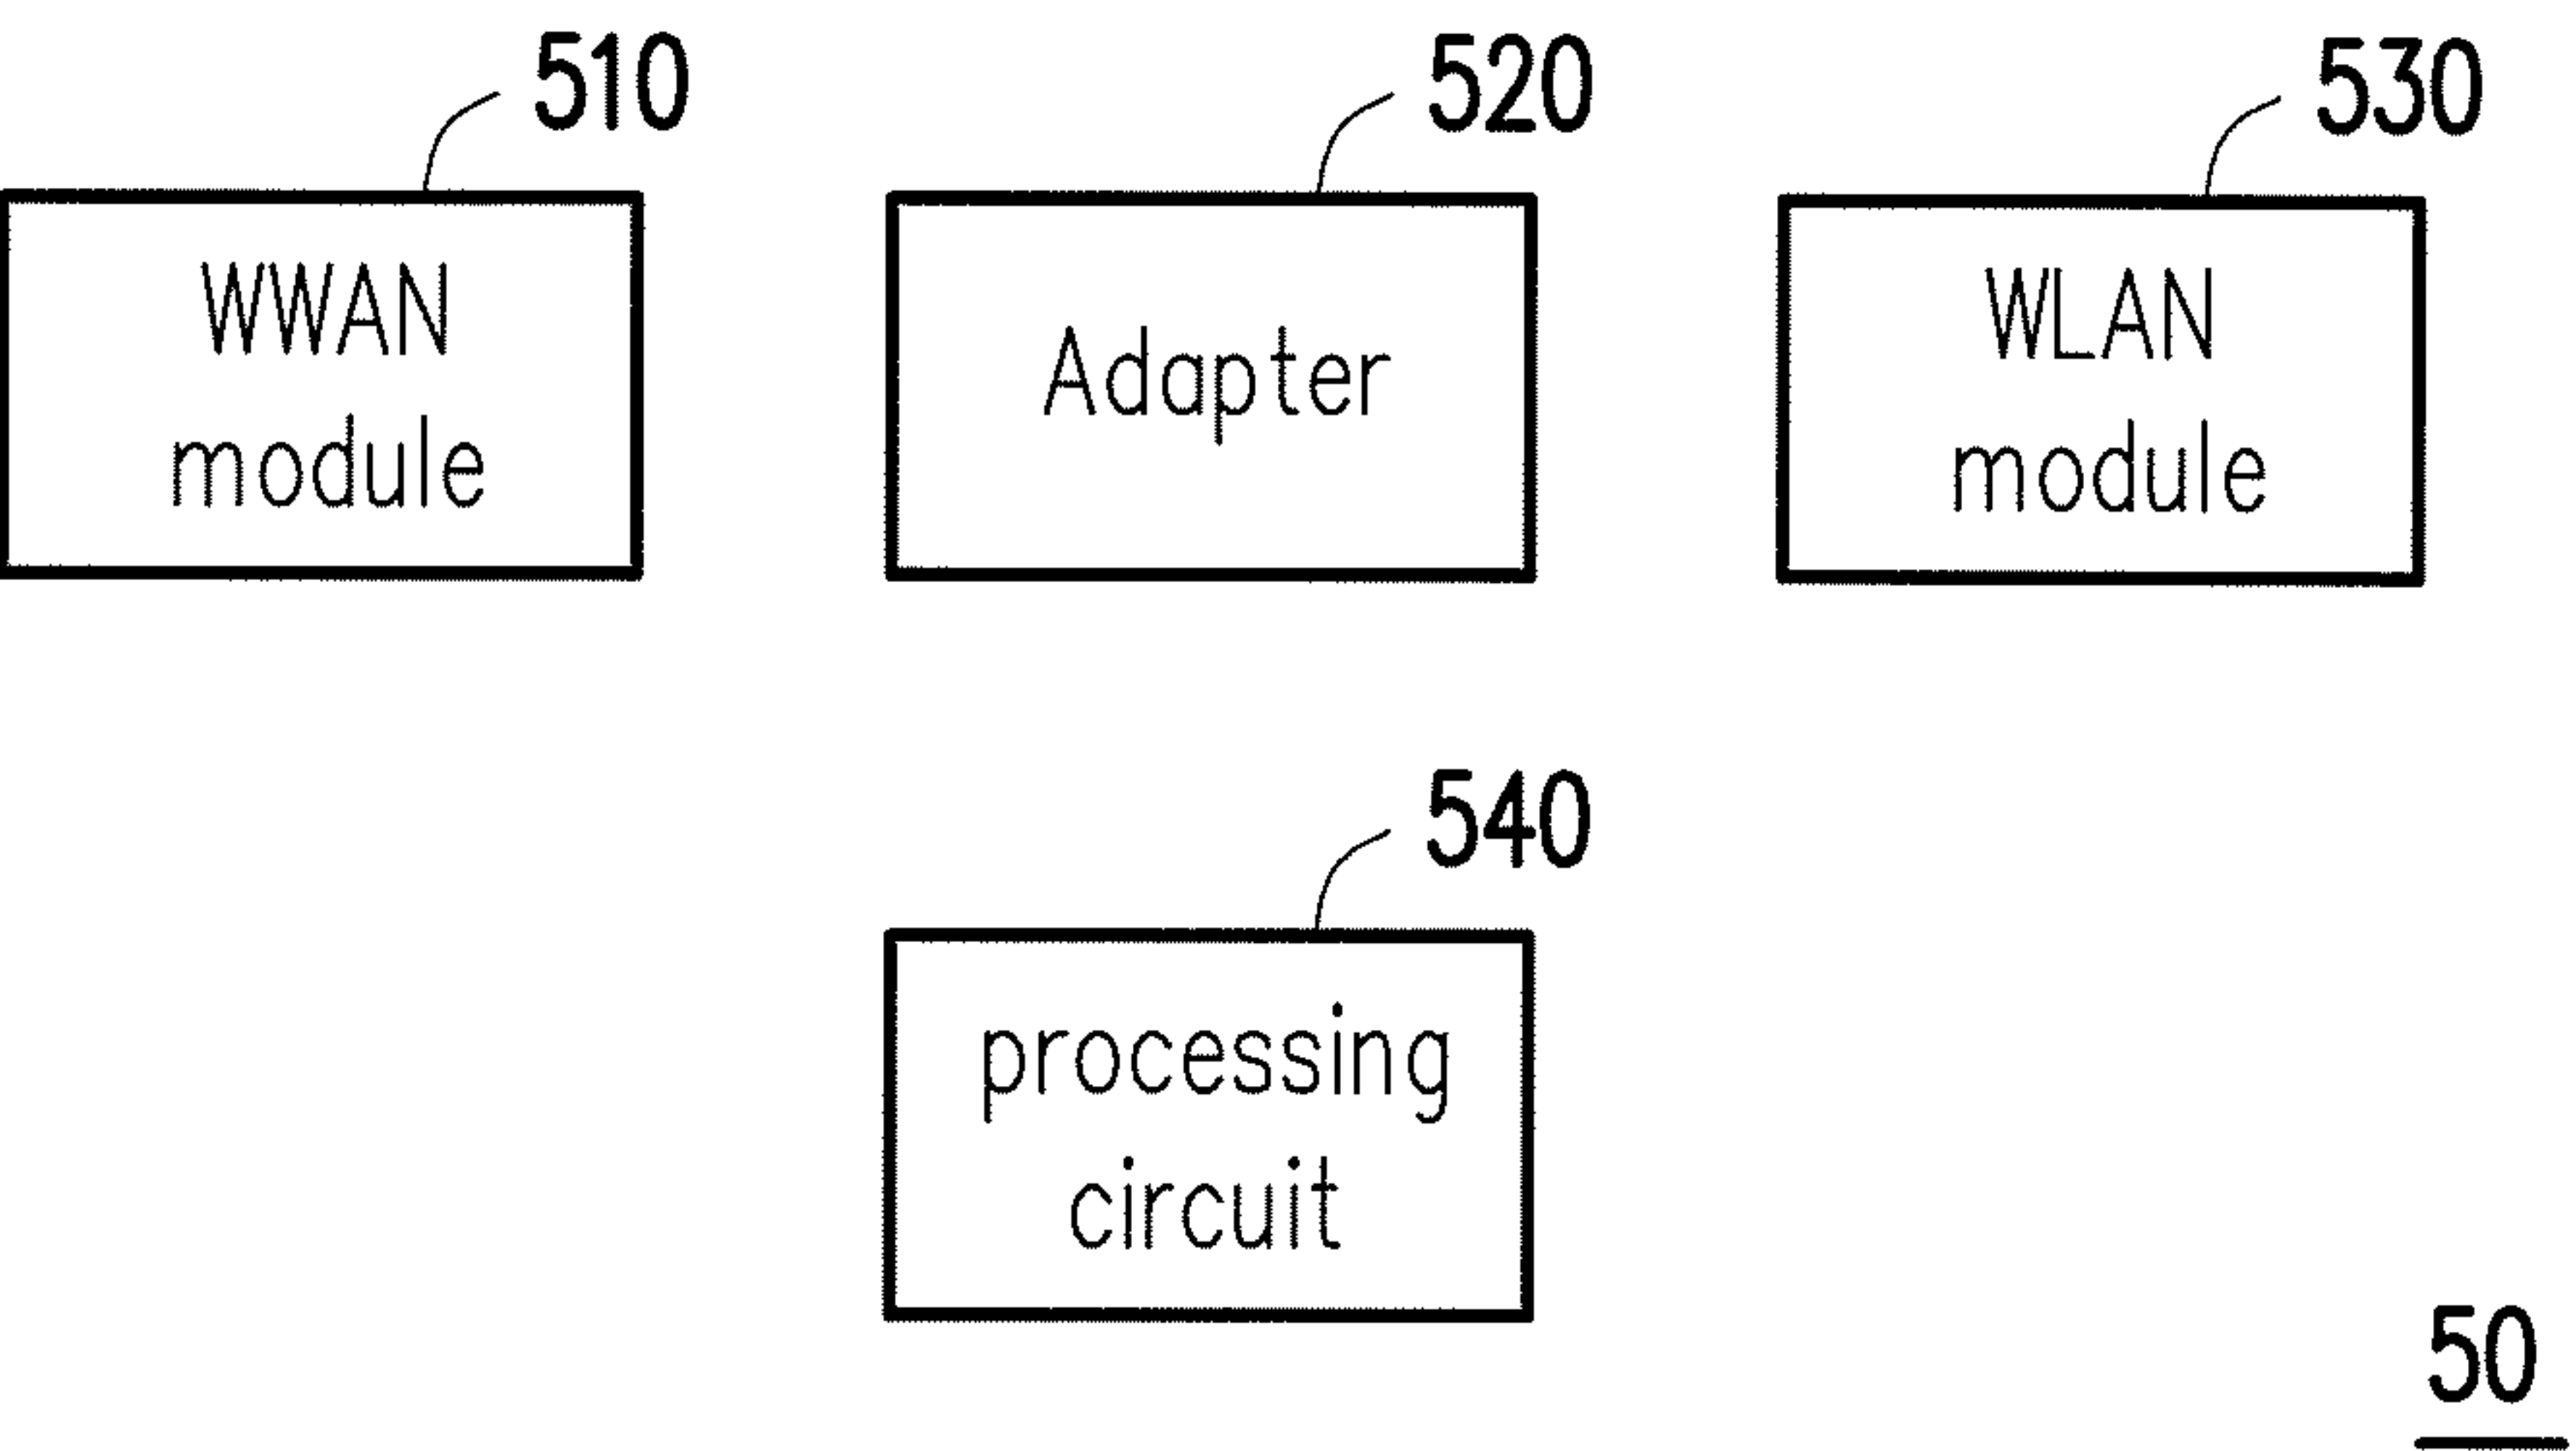 510
520
530
WWAN
module
Adapter
WLAN
module
540
processing
circuit
50